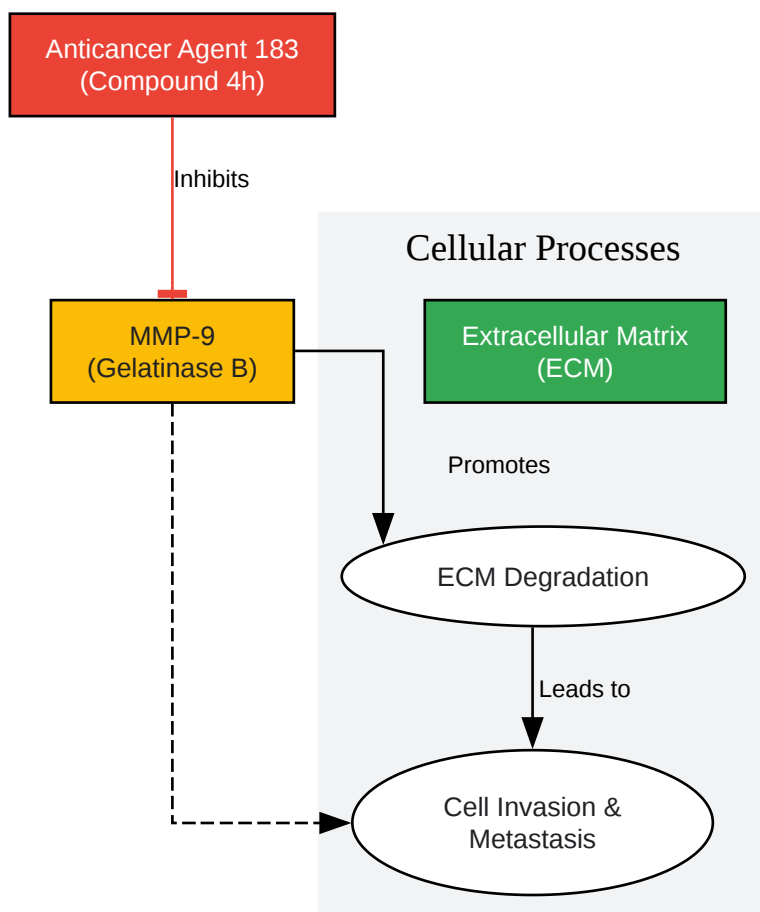 Anticancer Agent 183
(Compound 4h)
Inhibits
Cellular Processes
MMP-9
(Gelatinase B)
Extracellular Matrix
(ECM)
Promotes
ECM Degradation
Leads to
Cell Invasion &
Metastasis